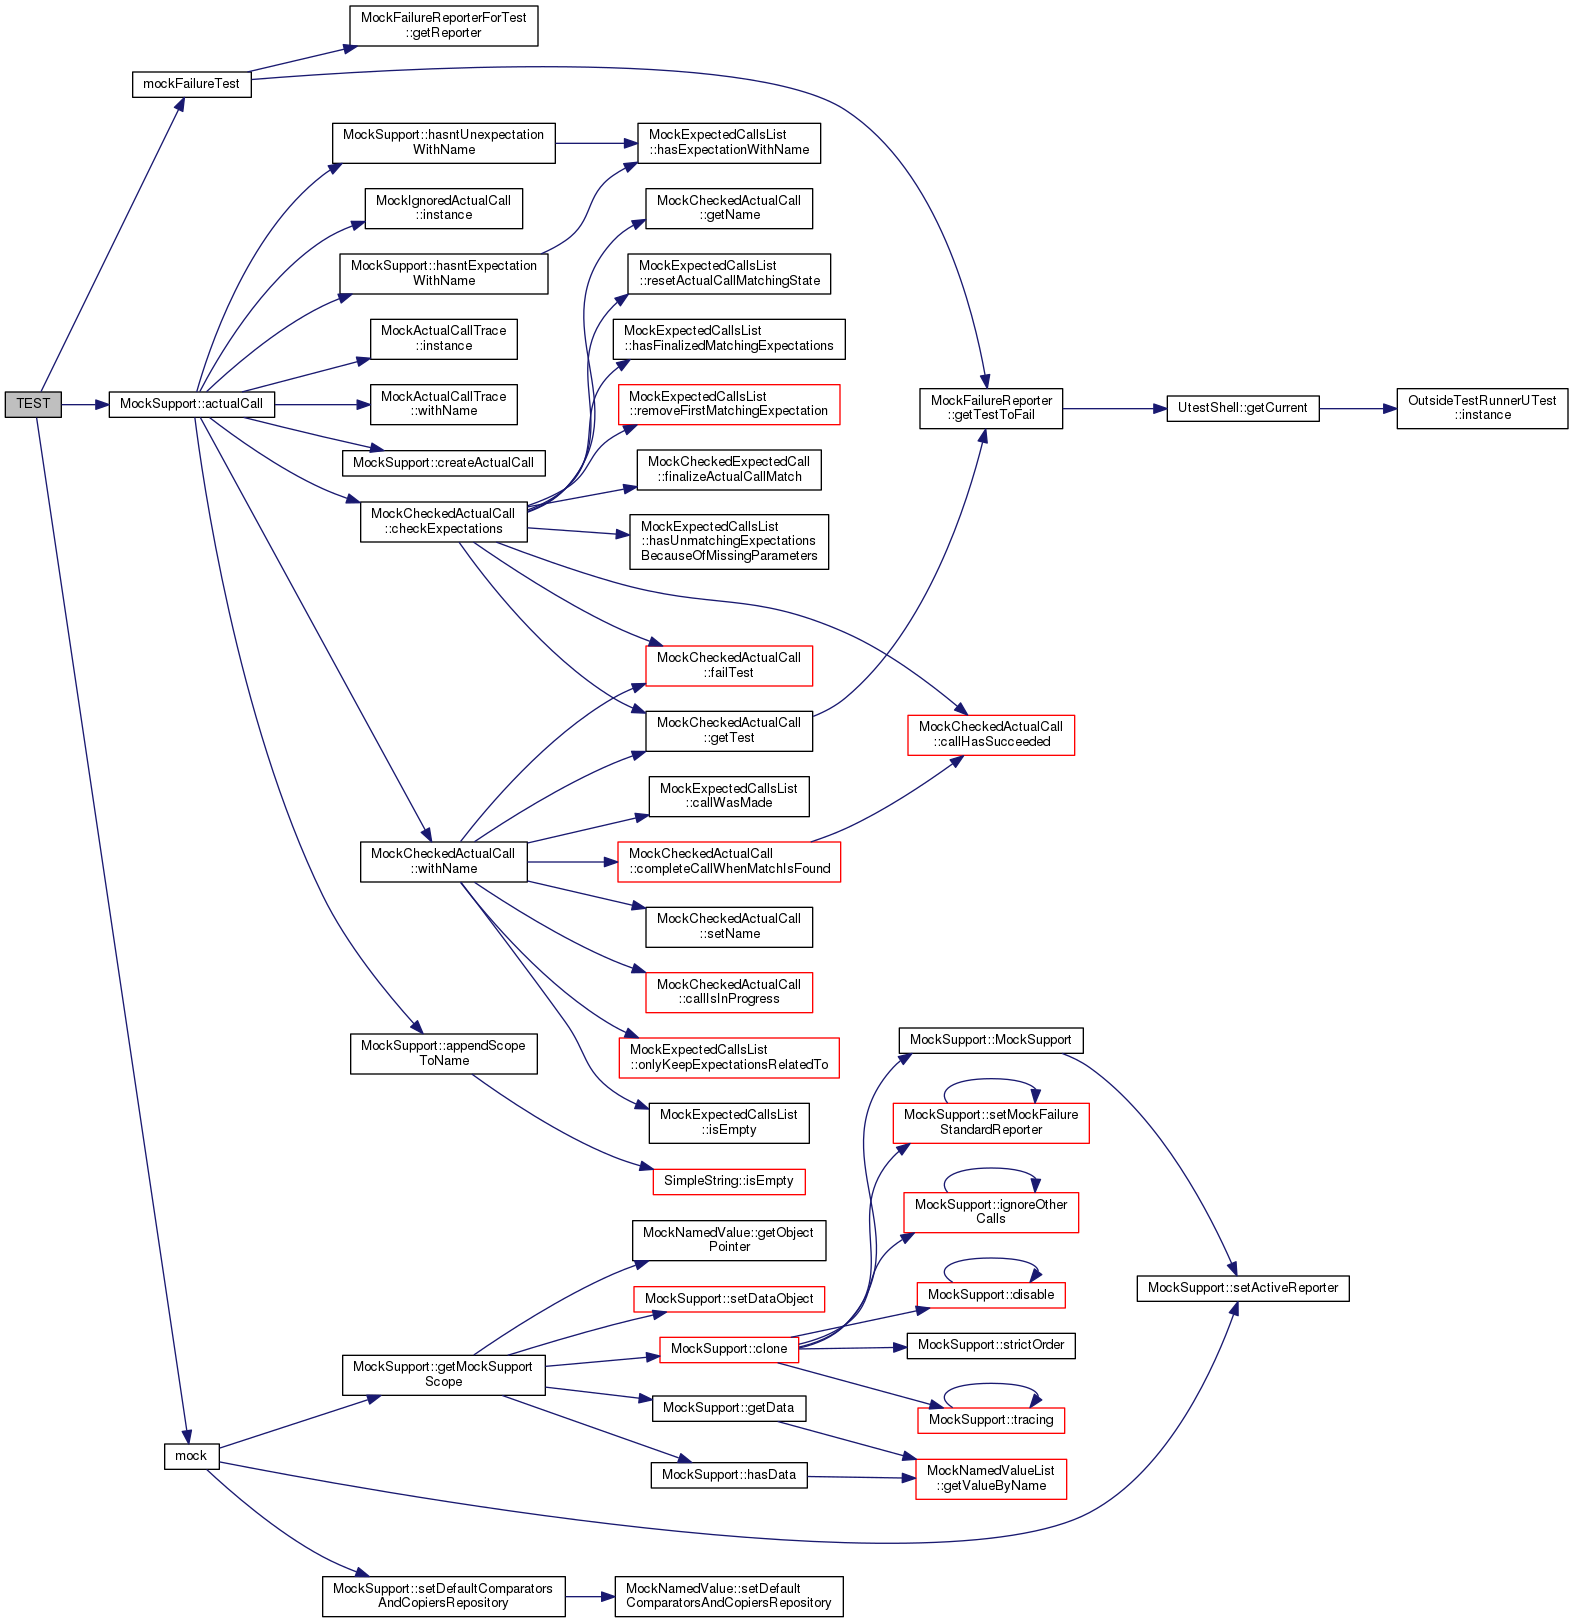 MockFailureReporterForTest
::getReporter
mockFailureTest
MockSupport::hasntUnexpectation
WithName
MockExpectedCallsList
::hasExpectationWithName
MockIgnoredActualCall
::instance
MockCheckedActualCall
::getName
MockSupport::hasntExpectation
WithName
MockExpectedCallsList
::resetActualCallMatchingState
MockActualCallTrace
::instance
MockExpectedCallsList
::hasFinalizedMatchingExpectations
TEST
MockSupport::actualCall
MockActualCallTrace
::withName
MockExpectedCallsList
::removeFirstMatchingExpectation
MockFailureReporter
::getTestToFail
UtestShell::getCurrent
OutsideTestRunnerUTest
::instance
MockSupport::createActualCall
MockCheckedExpectedCall
::finalizeActualCallMatch
MockCheckedActualCall
::checkExpectations
MockExpectedCallsList
::hasUnmatchingExpectations
BecauseOfMissingParameters
MockCheckedActualCall
::failTest
MockCheckedActualCall
::getTest
MockCheckedActualCall
::callHasSucceeded
MockExpectedCallsList
::callWasMade
MockCheckedActualCall
::withName
MockCheckedActualCall
::completeCallWhenMatchIsFound
MockCheckedActualCall
::setName
MockCheckedActualCall
::callIsInProgress
MockSupport::appendScope
ToName
MockExpectedCallsList
::onlyKeepExpectationsRelatedTo
MockSupport::MockSupport
MockExpectedCallsList
::isEmpty
MockSupport::setMockFailure
StandardReporter
SimpleString::isEmpty
MockSupport::ignoreOther
Calls
MockNamedValue::getObject
Pointer
MockSupport::setDataObject
MockSupport::disable
MockSupport::setActiveReporter
MockSupport::getMockSupport
Scope
MockSupport::clone
MockSupport::strictOrder
MockSupport::getData
MockSupport::tracing
mock
MockSupport::hasData
MockNamedValueList
::getValueByName
MockSupport::setDefaultComparators
AndCopiersRepository
MockNamedValue::setDefault
ComparatorsAndCopiersRepository